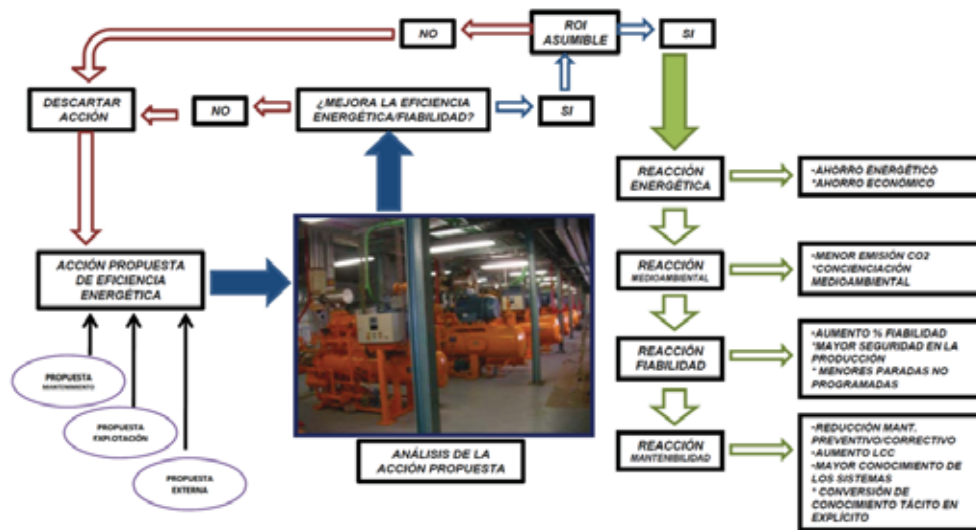 NO
ROI
ASUMIBLE
SI
DESCARTAR
ACCIÓN
NO
¿MEJORA LA EFICIENCIA
ENERGÉTICA/FIABILIDAD?
SI
REACCIÓN
ENERGÉTICA
-AHORRO ENERGÉTICO
*AHORRO ECONÓMICO
ACCIÓN PROPUESTA
DE EFICIENCIA
ENERGÉTICA
REACCIÓN
MEDIOAMBIENTAL
-MENOR EMISIÓN CO2
*CONCIENCIACIÓN
MEDIOAMBIENTAL
REACCIÓN
FIABILIDAD
-AUMENTO % FIABILIDAD
*MAYOR SEGURIDAD EN LA
PRODUCCIÓN
* MENORES PARADAS NO
PROGRAMADAS
PROPUESTA
MANTENIMIENTO
PROPUESTA
EXPLOTACIÓN
PROPUESTA
EXTERNA
ANÁLISIS DE LA
ACCIÓN PROPUESTA
REACCIÓN
MANTENIBILIDAD
-REDUCCIÓN MANT.
PREVENTIVO/CORRECTIVO
-AUMENTO LCC
-MAYOR CONOCIMIENTO DE
LOS SISTEMAS
* CONVERSIÓN DE
CONOCIMIENTO TÁCITO EN
EXPLÍCITO